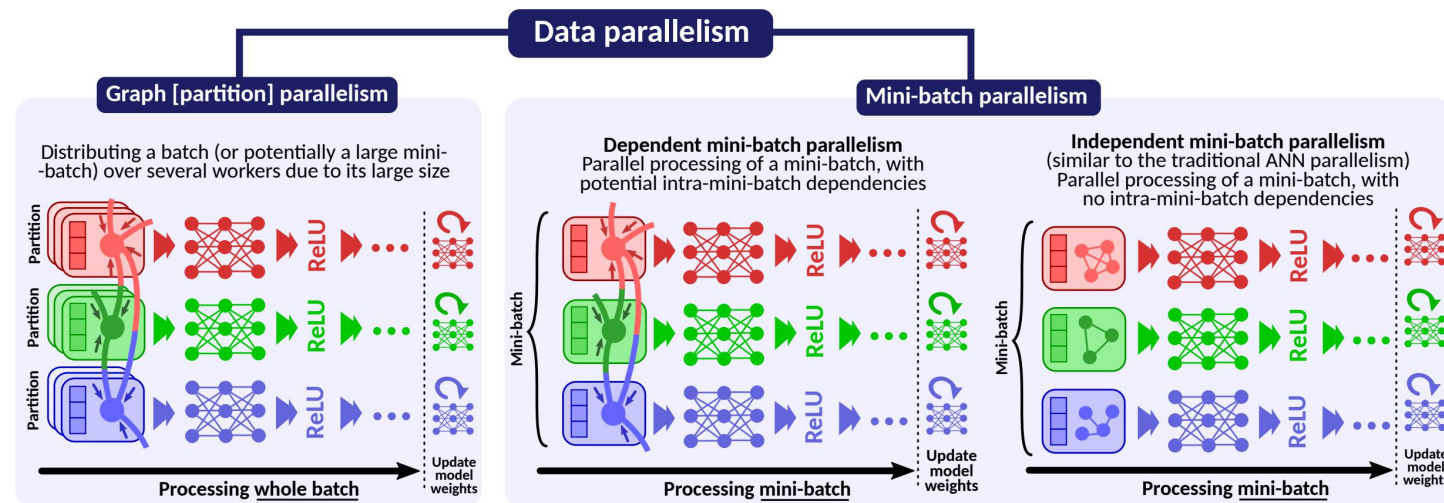 Data parallelism
Graph [partition] parallelism
Distributing a batch (or potentially a large mini-
-batch) over several workers due to its large size
Partition
ReLU
Partition
ReLU
Partition
ReLU
Processing whole batch
Update
model
weights
Mini-batch parallelism
Dependent mini-batch parallelism
Parallel processing of a mini-batch, with
potential intra-mini-batch dependencies
Mini-batch
ReLU
ReLU
ReLU
Processing mini-batch
Update
model
weights
Independent mini-batch parallelism
(similar to the traditional ANN parallelism)
Parallel processing of a mini-batch, with
no intra-mini-batch dependencies
Mini-batch
ReLU
ReLU
ReLU
Processing mini-batch
Update
model
weights